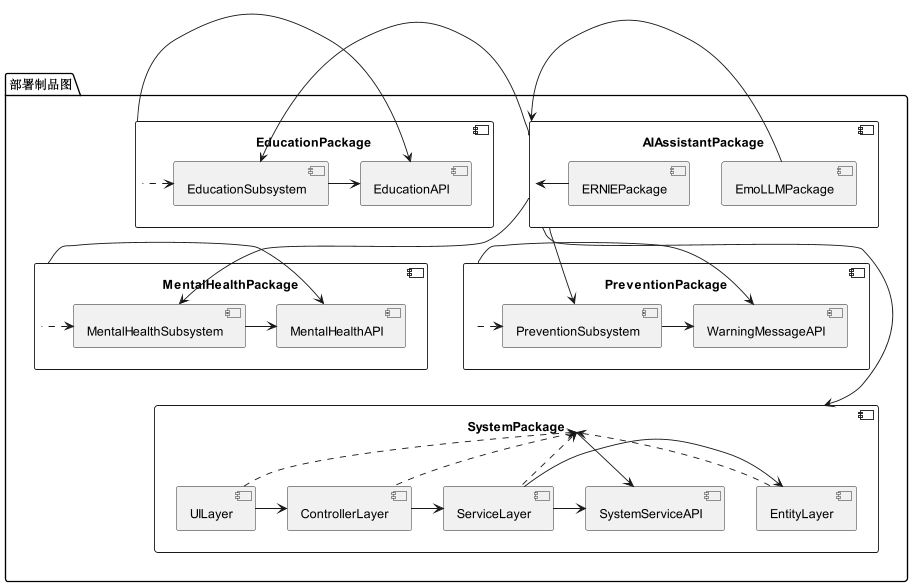 部署制品图
EducationPackage
EducationSubsystem
EducationAPI
AIAssistantPackage
ERNIEPackage
EmoLLMPackage
MentalHealthPackage
MentalHealthSubsystem
MentalHealthAPI
PreventionPackage
PreventionSubsystem
WarningMessageAPI
SystemPackage
UILayer
ControllerLayer
ServiceLayer
SystemServiceAPI
EntityLayer